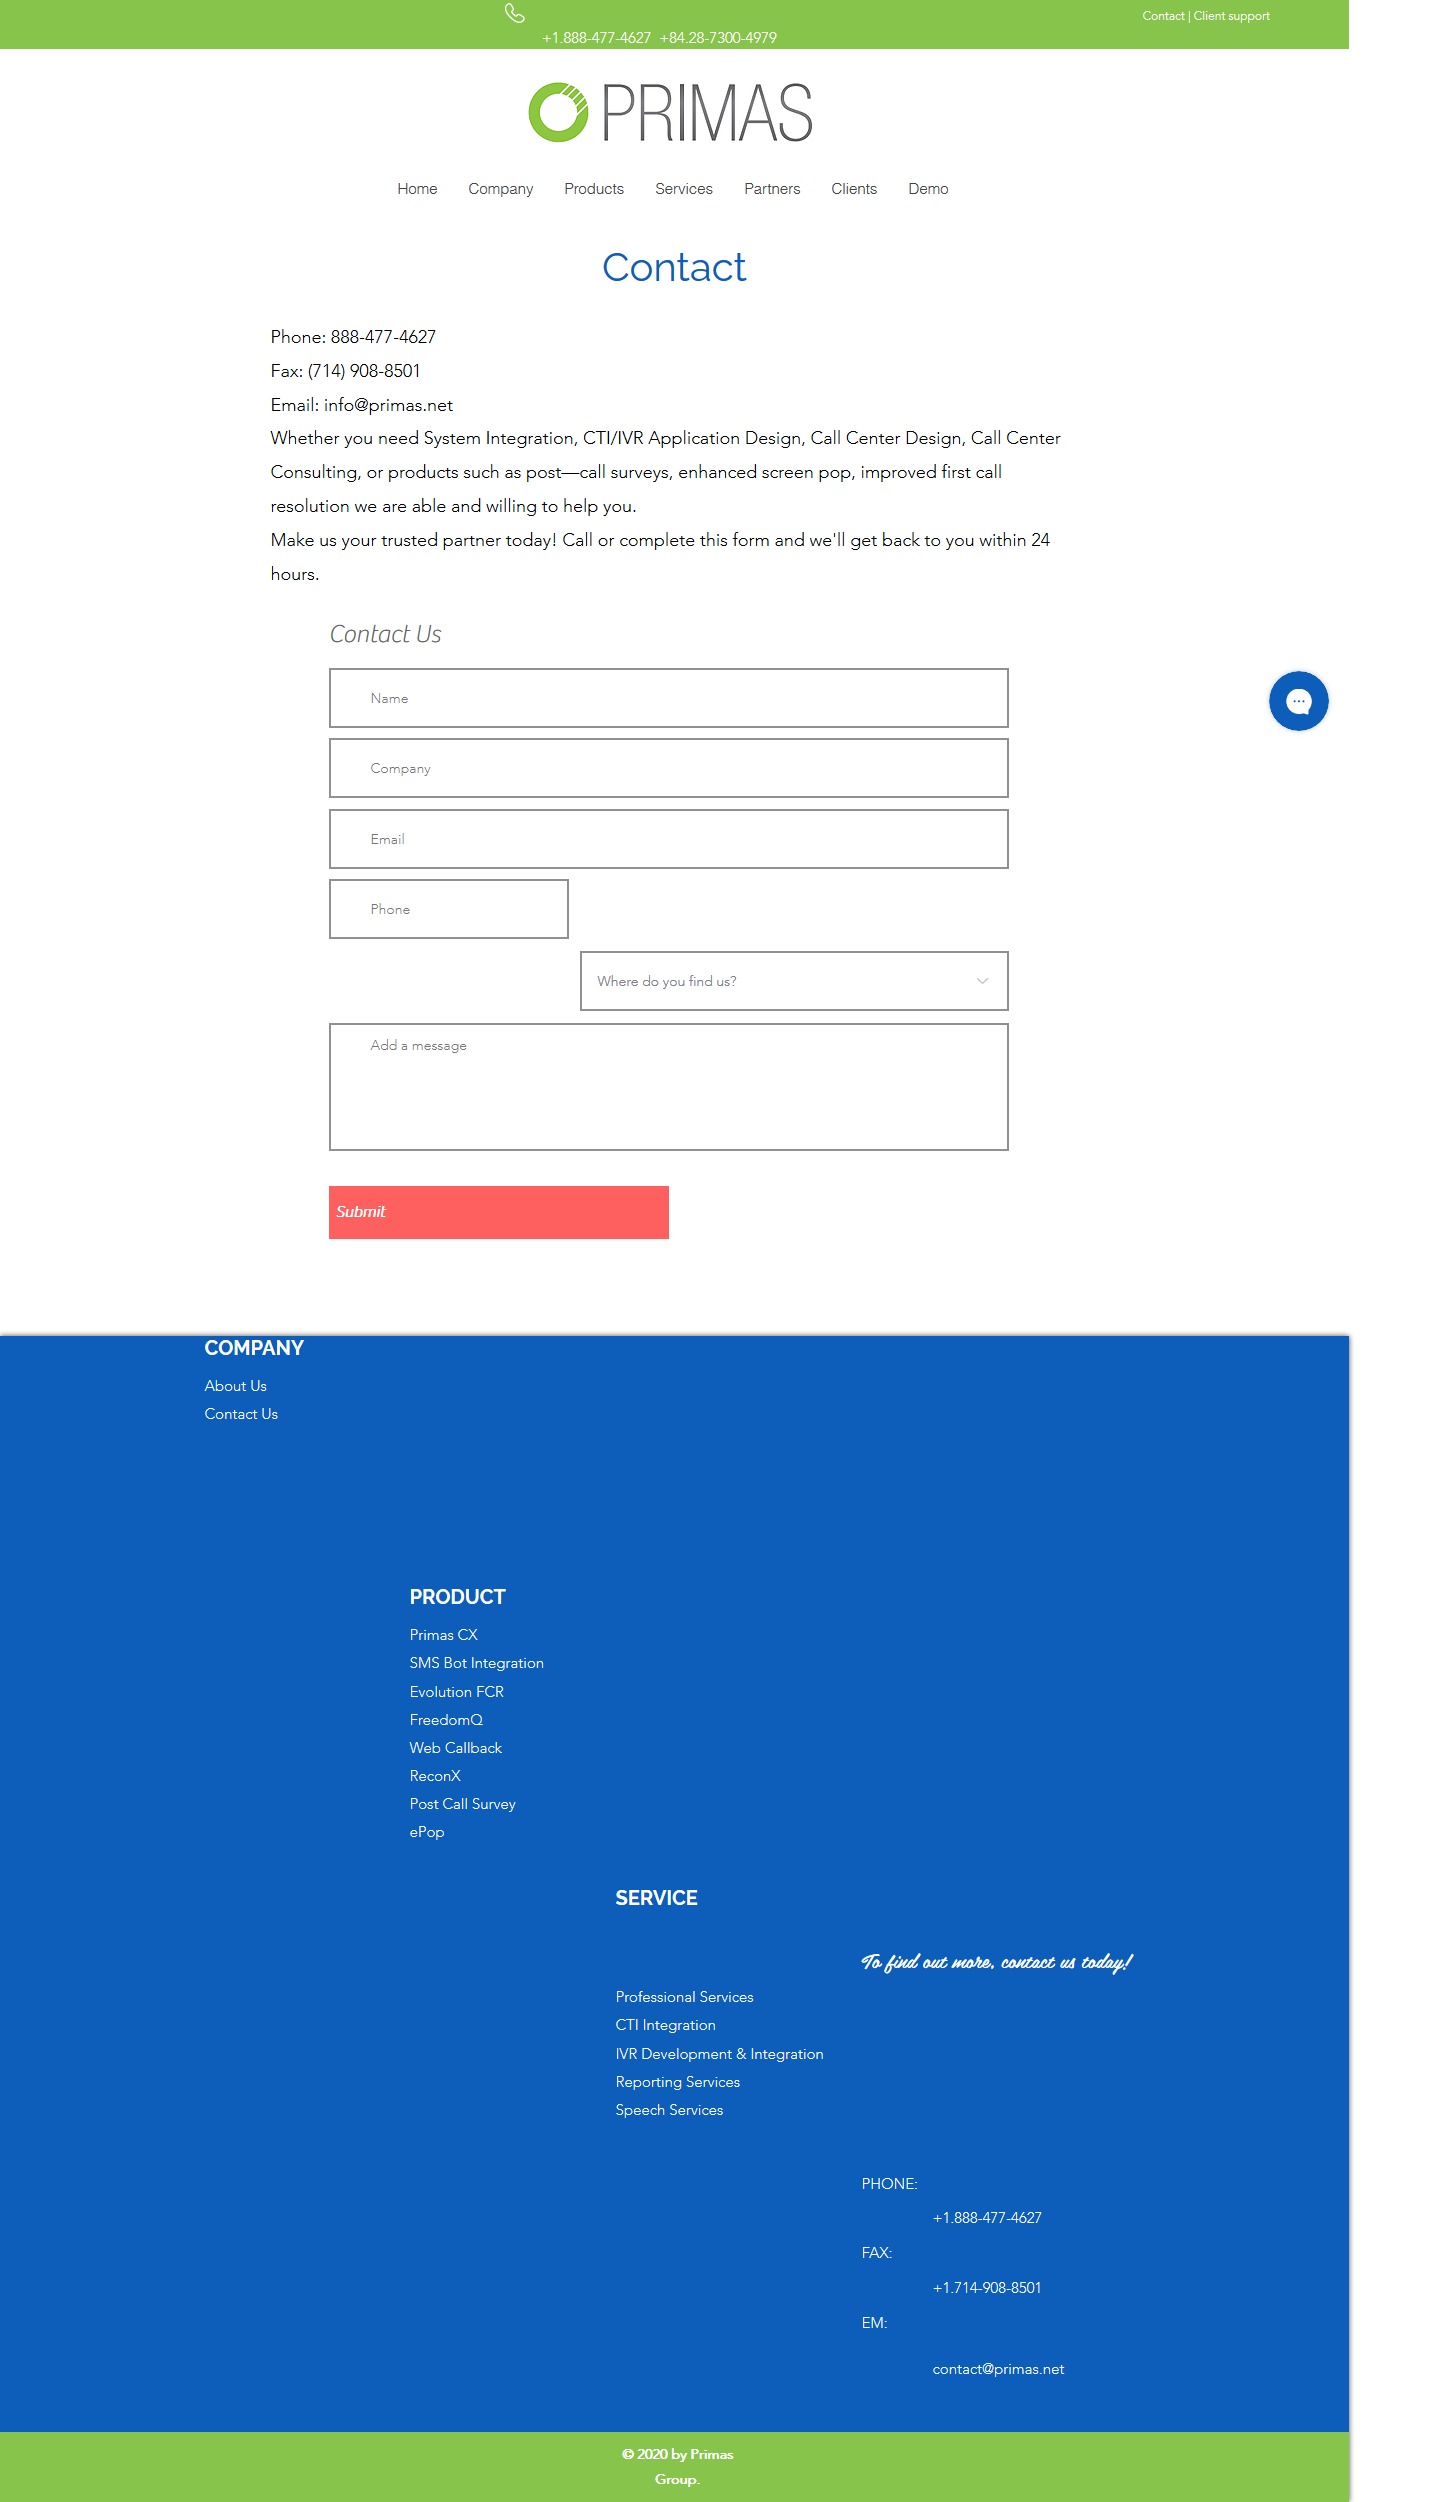 Contact | Client support
+1.888-477-4627 +84.28-7300-4979
PRIMAS
Home Company Products Services Partners Clients Demo
Contact
Phone: 888-477-4627
Fax: (714) 908-8501
Email: info@primas.net
Whether you need System Integration, CTI/IVR Application Design, Call Center Design, Call Center
Consulting, or products such as post—call surveys, enhanced screen pop, improved first call
resolution we are able and willing to help you.
Make us your trusted partner today! Call or complete this form and we'll get back to you within 24
hours.
Contact Us
Name
Company
Email
Phone
Where do you find us?
Add a message
Submit
COMPANY
About Us
Contact Us
PRODUCT
Primas CX
SMS Bot Integration
Evolution FCR
FreedomQ
Web Callback
ReconX
Post Call Survey
ePop
SERVICE
To find out more, contact us today!
Professional Services
CTI Integration
IVR Development & Integration
Reporting Services
Speech Services
PHONE:
+1.888-477-4627
FAX:
+1.714-908-8501
EM:
contact@primas.net
© 2020 by Primas
Group.